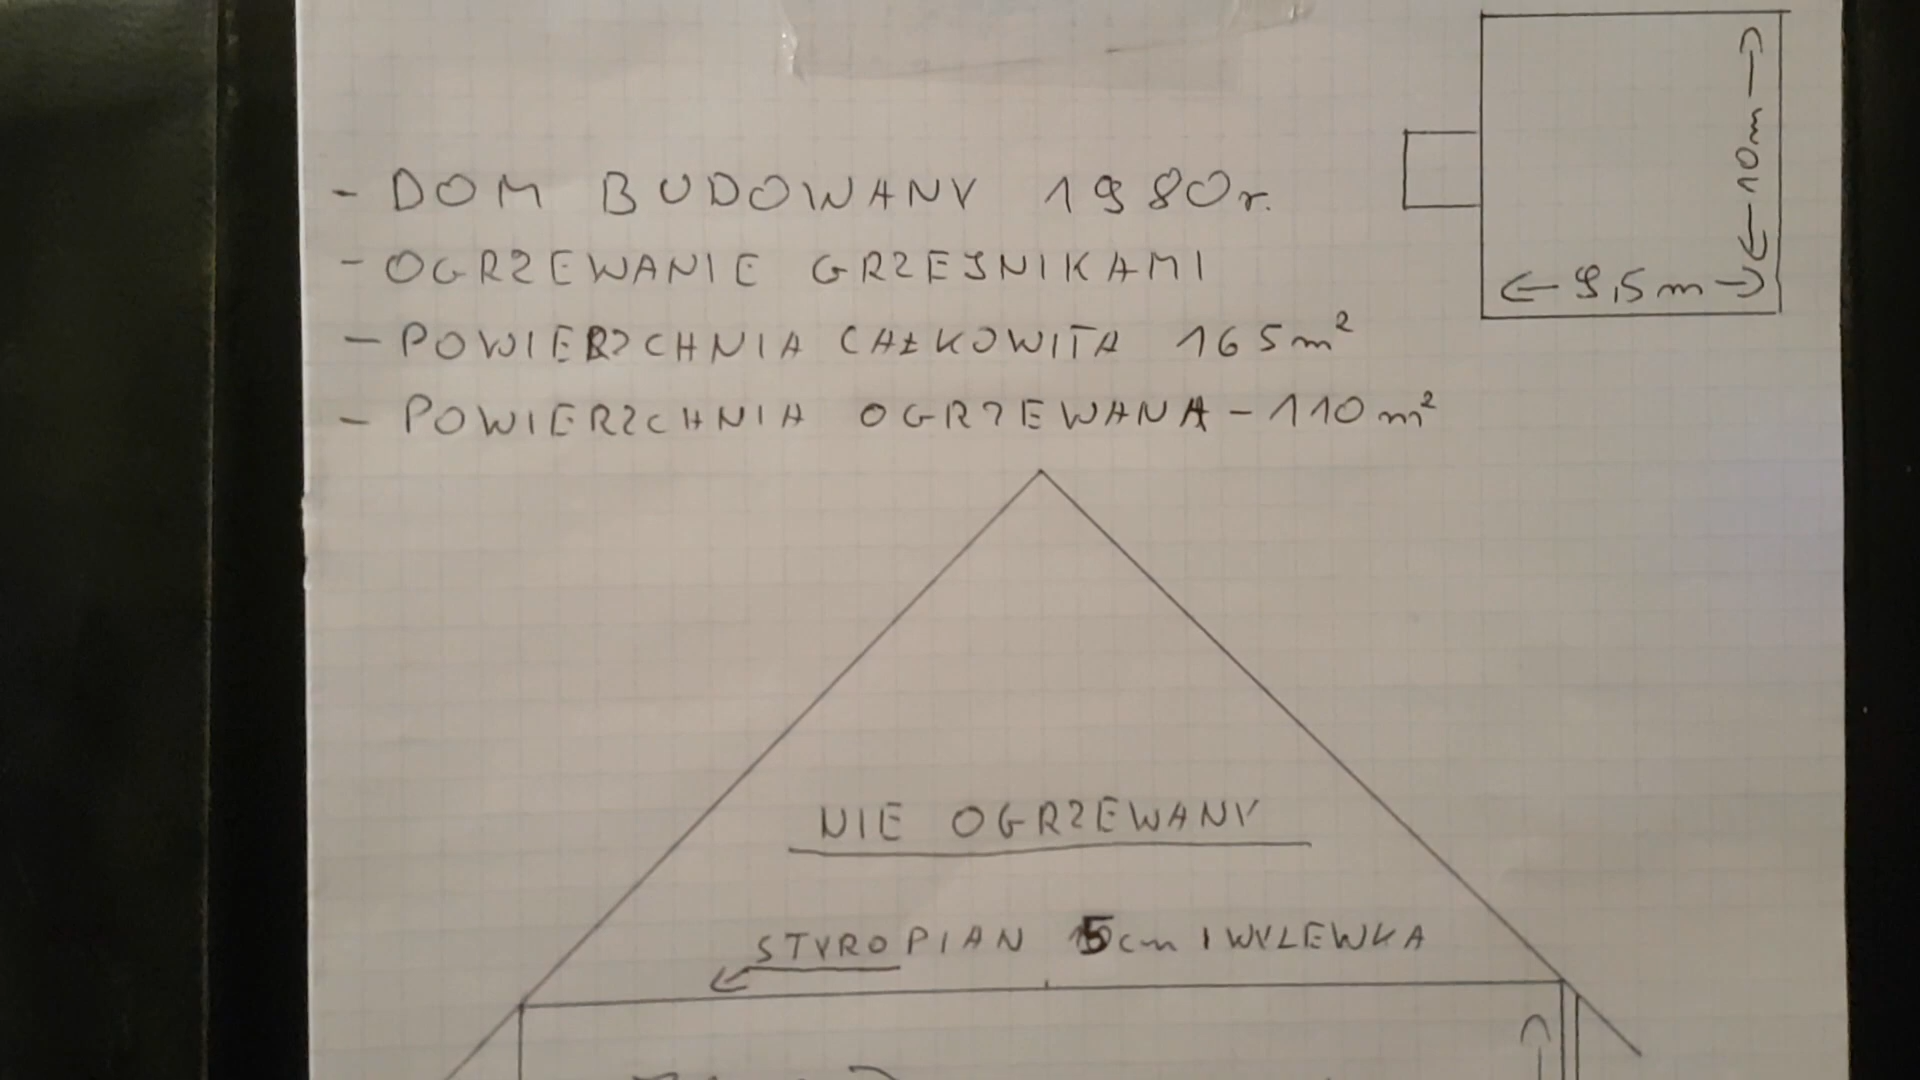 - DOM BUDOWANY 1980r.
- OGRZEWANIE GRZEJNIKAMI
- POWIERZCHNIA CAŁKOWITA 165m²
- POWIERZCHNIA OGRZEWANA - 110m²
10m
9,5m
NIE OGRZEWANY
STYROPIAN 5cm I WYLEWKA